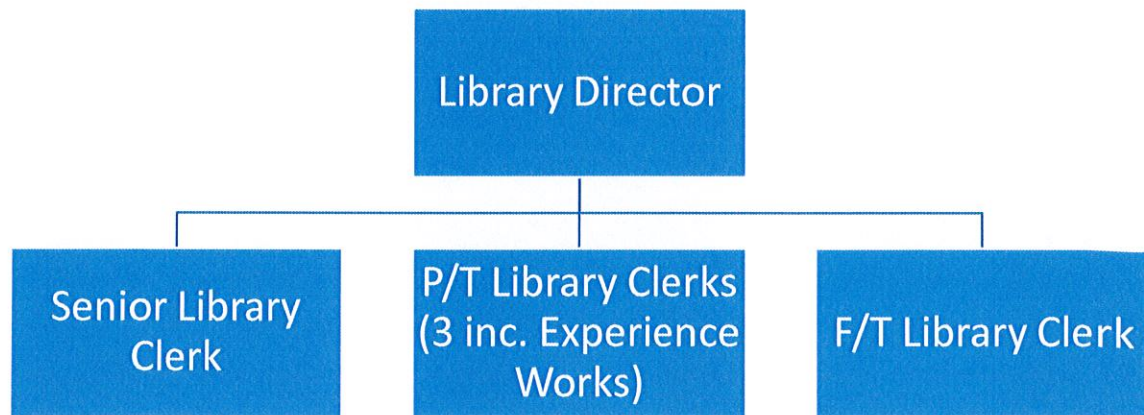 Library Director
Senior Library
Clerk
P/T Library Clerks
(3 inc. Experience
Works)
F/T Library Clerk